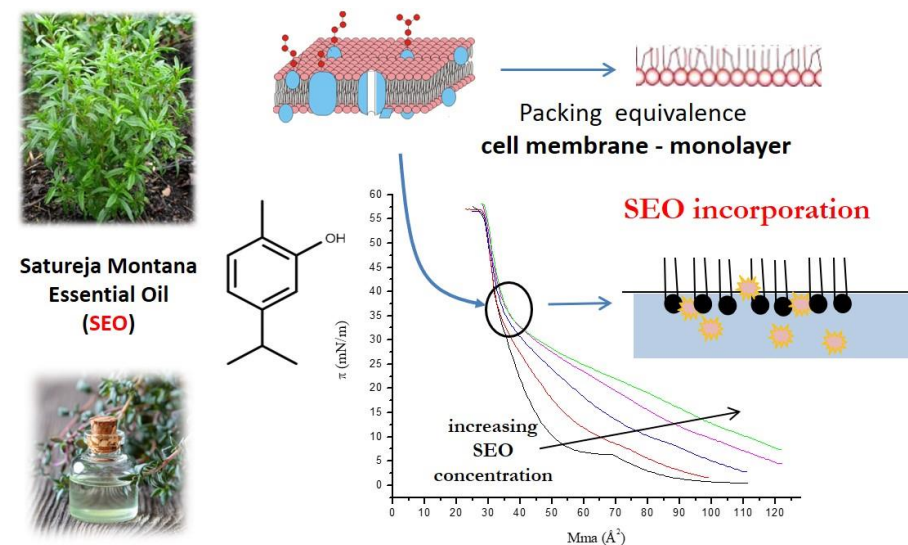 Packing equivalence
cell membrane - monolayer
Satureja Montana
Essential Oil
(SEO)
OH
SEO incorporation
π (mN/m)
60
55
50
45
40
35
30
25
20
15
10
5
0
increasing
SEO
concentration
0 10 20 30 40 50 60 70 80 90 100 110 120
Mma (Å²)